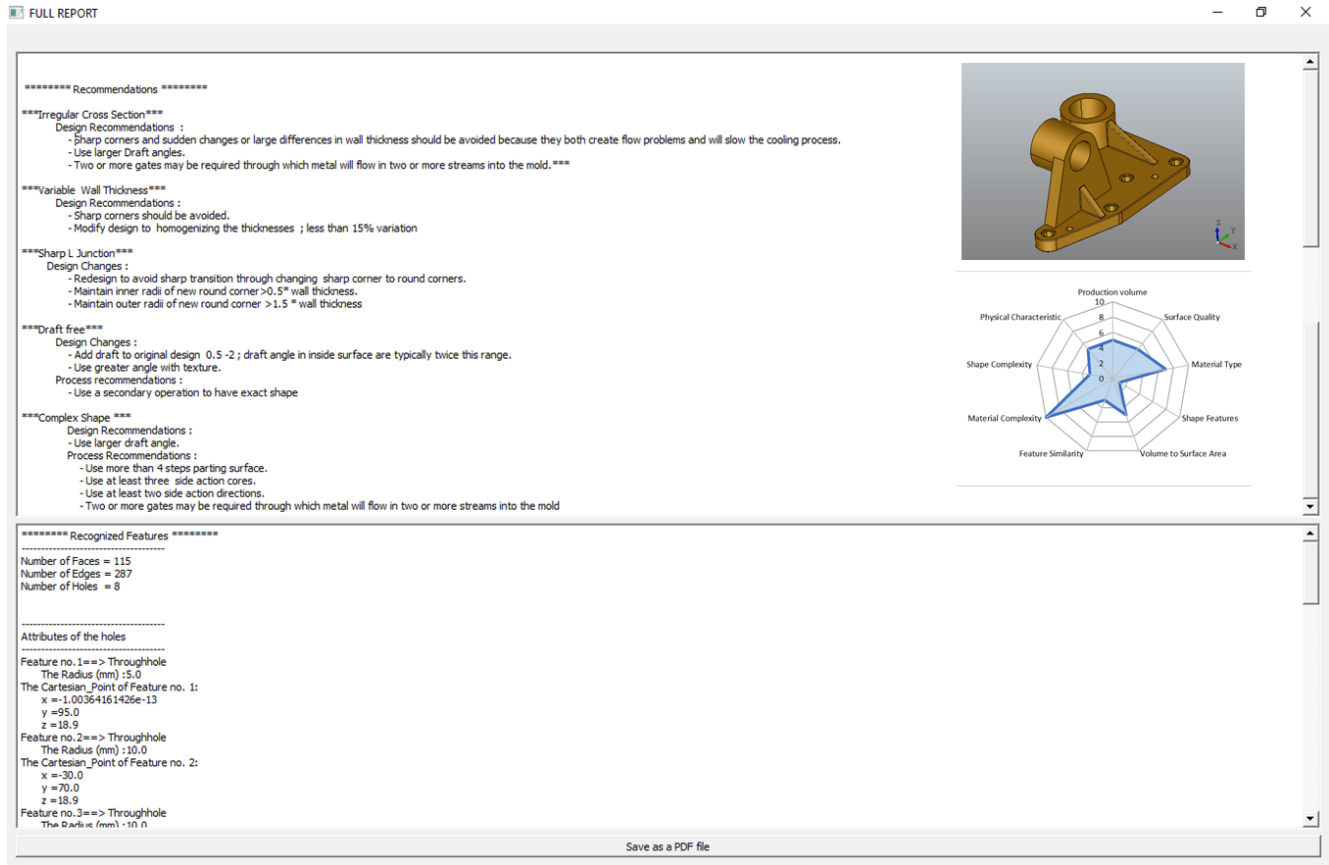 FULL REPORT
******** Recommendations ********
***Irregular Cross Section***
Design Recommendations :
- Sharp corners and sudden changes or large differences in wall thickness should be avoided because they both create flow problems and will slow the cooling process.
- Use larger Draft angles.
- Two or more gates may be required through which metal will flow in two or more streams into the mold.***
***Variable Wall Thickness***
Design Recommendations :
- Sharp corners should be avoided.
- Modify design to homogenizing the thicknesses ; less than 15% variation
***Sharp L Junction***
Design Changes :
- Redesign to avoid sharp transition through changing sharp corner to round corners.
- Maintain inner radii of new round corner>0.5* wall thickness.
- Maintain outer radii of new round corner >1.5 * wall thickness
***Draft free***
Design Changes :
- Add draft to original design 0.5 -2 ; draft angle in inside surface are typically twice this range.
- Use greater angle with texture.
Process recommendations :
- Use a secondary operation to have exact shape
***Complex Shape ***
Design Recommendations :
- Use larger draft angle.
Process Recommendations :
- Use more than 4 steps parting surface.
- Use at least three side action cores.
- Use at least two side action directions.
- Two or more gates may be required through which metal will flow in two or more streams into the mold
Z
Y
X
Production volume
10
Physical Characteristic
8
Surface Quality
6
4
Shape Complexity
2
Material Type
0
Material Complexity
Shape Features
Feature Similarity
Volume to Surface Area
******** Recognized Features ********
------------------------------------
Number of Faces = 115
Number of Edges = 287
Number of Holes = 8
------------------------------------
Attributes of the holes
------------------------------------
Feature no.1==> Throughhole
The Radius (mm) :5.0
The Cartesian_Point of Feature no. 1:
x =-1.00364161426e-13
y =95.0
z =18.9
Feature no.2==> Throughhole
The Radius (mm) :10.0
The Cartesian_Point of Feature no. 2:
x =-30.0
y =70.0
z =18.9
Feature no.3==> Throughhole
The Radius (mm) :10.0
Save as a PDF file